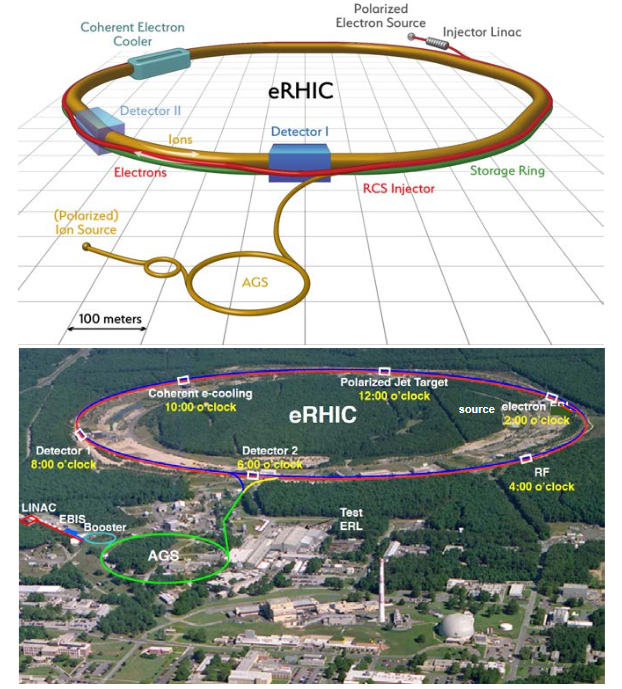 Coherent Electron
Cooler
Polarized
Electron Source
Injector Linac
eRHIC
Detector II
Ions
Detector I
Electrons
Storage Ring
RCS Injector
(Polarized)
Ion Source
AGS
100 meters
Coherent e-cooling
10:00 o'clock
Polarized Jet Target
12:00 o'clock
eRHIC
source electron
2:00 o'clock
Detector 1
8:00 o'clock
Detector 2
6:00 o'clock
RF
4:00 o'clock
LINAC
EBIS
Booster
AGS
Test
ERL